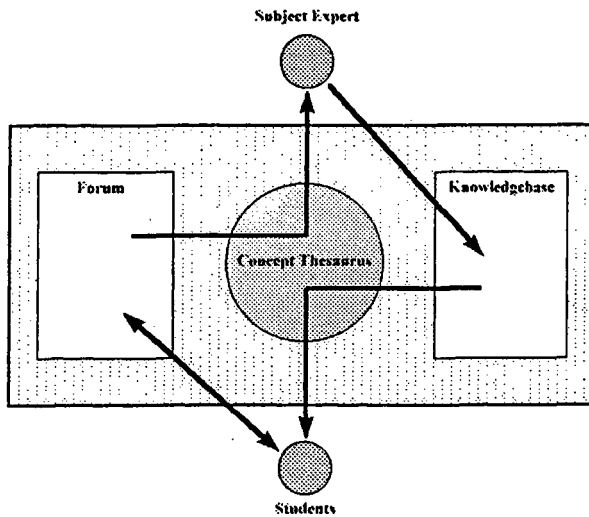 Subject Expert
Forum
Knowledgebase
Concept Thesaurus
Students